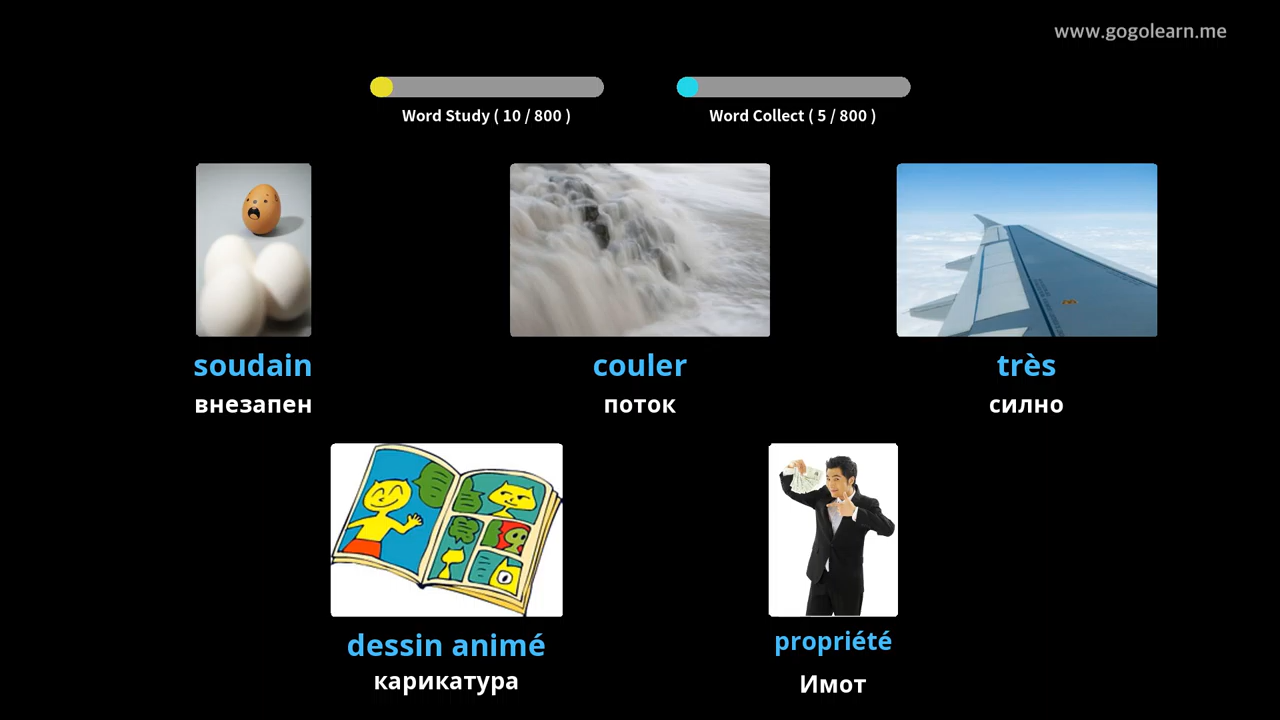 www.gogolearn.me
Word Study ( 10 / 800 )
Word Collect ( 5 / 800 )
soudain
внезапен
couler
поток
très
силно
dessin animé
карикатура
propriété
Имот